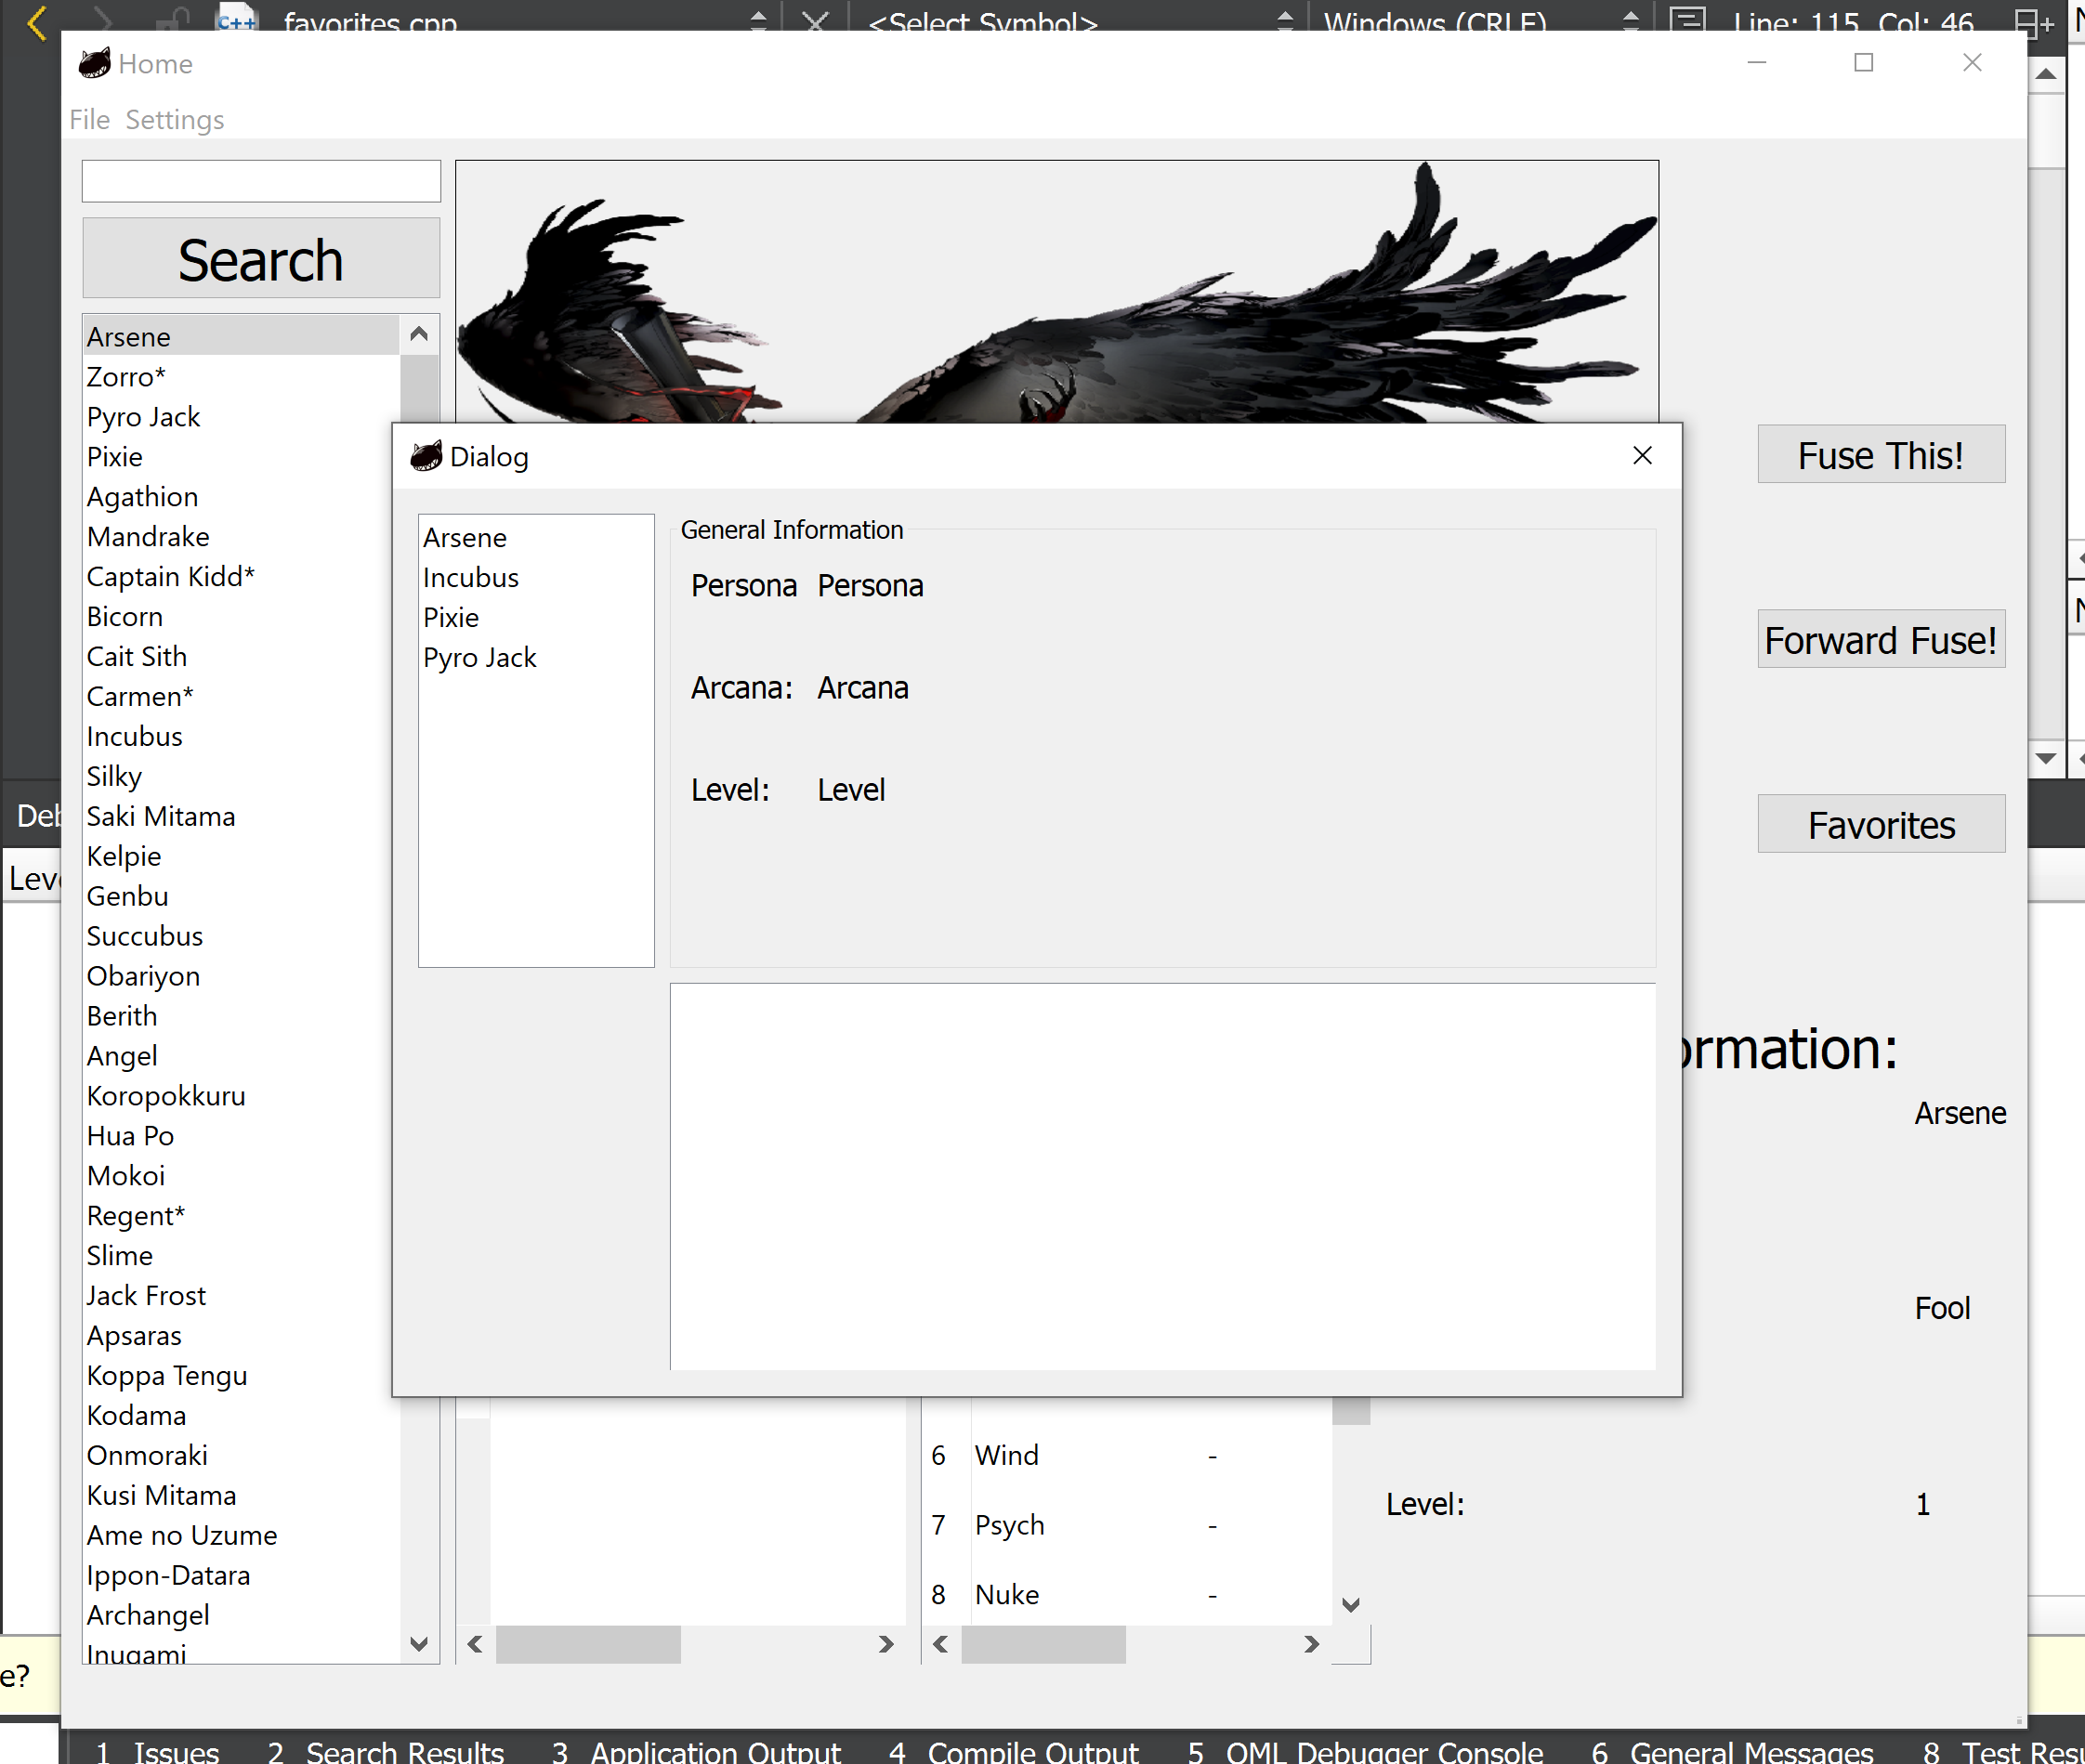 C++ favorites.cpp <Select Symbol> Windows (CRLF) Line: 115, Col: 46
Home
File Settings
Search
Arsene
Zorro*
Pyro Jack
Pixie
Agathion
Mandrake
Captain Kidd*
Bicorn
Cait Sith
Carmen*
Incubus
Silky
Saki Mitama
Kelpie
Genbu
Succubus
Obariyon
Berith
Angel
Koropokkuru
Hua Po
Mokoi
Regent*
Slime
Jack Frost
Apsaras
Koppa Tengu
Kodama
Onmoraki
Kusi Mitama
Ame no Uzume
Ippon-Datara
Archangel
Inugami
Dialog
Arsene
Incubus
Pixie
Pyro Jack
General Information
Persona Persona
Arcana: Arcana
Level: Level
Fuse This!
Forward Fuse!
Favorites
ormation:
Arsene
Fool
Level: 1
6 Wind -
7 Psych -
8 Nuke -
Deb
Leve
e?
1 Issues 2 Search Results 3 Application Output 4 Compile Output 5 QML Debugger Console 6 General Messages 8 Test Resu